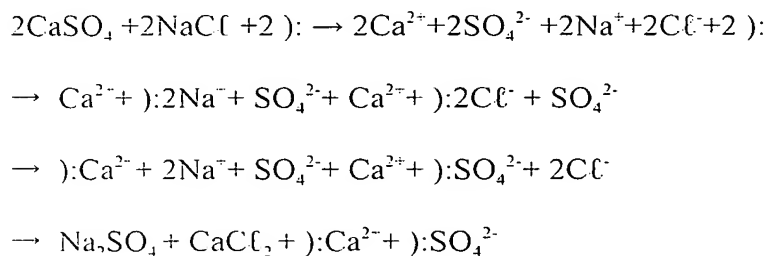 2CaSO₄ +2NaCℓ +2 ): → 2Ca²⁺+2SO₄²⁻ +2Na⁺+2Cℓ⁻+2 ):
→ Ca²⁻+ ):2Na⁻+ SO₄²⁻+ Ca²⁺+ ):2Cℓ⁻ + SO₄²⁻
→ ):Ca²⁻+ 2Na⁺+ SO₄²⁻+ Ca²⁺+ ):SO₄²⁻+ 2Cℓ⁻
→ Na₂SO₄ + CaCℓ₂ + ):Ca²⁻+ ):SO₄²⁻